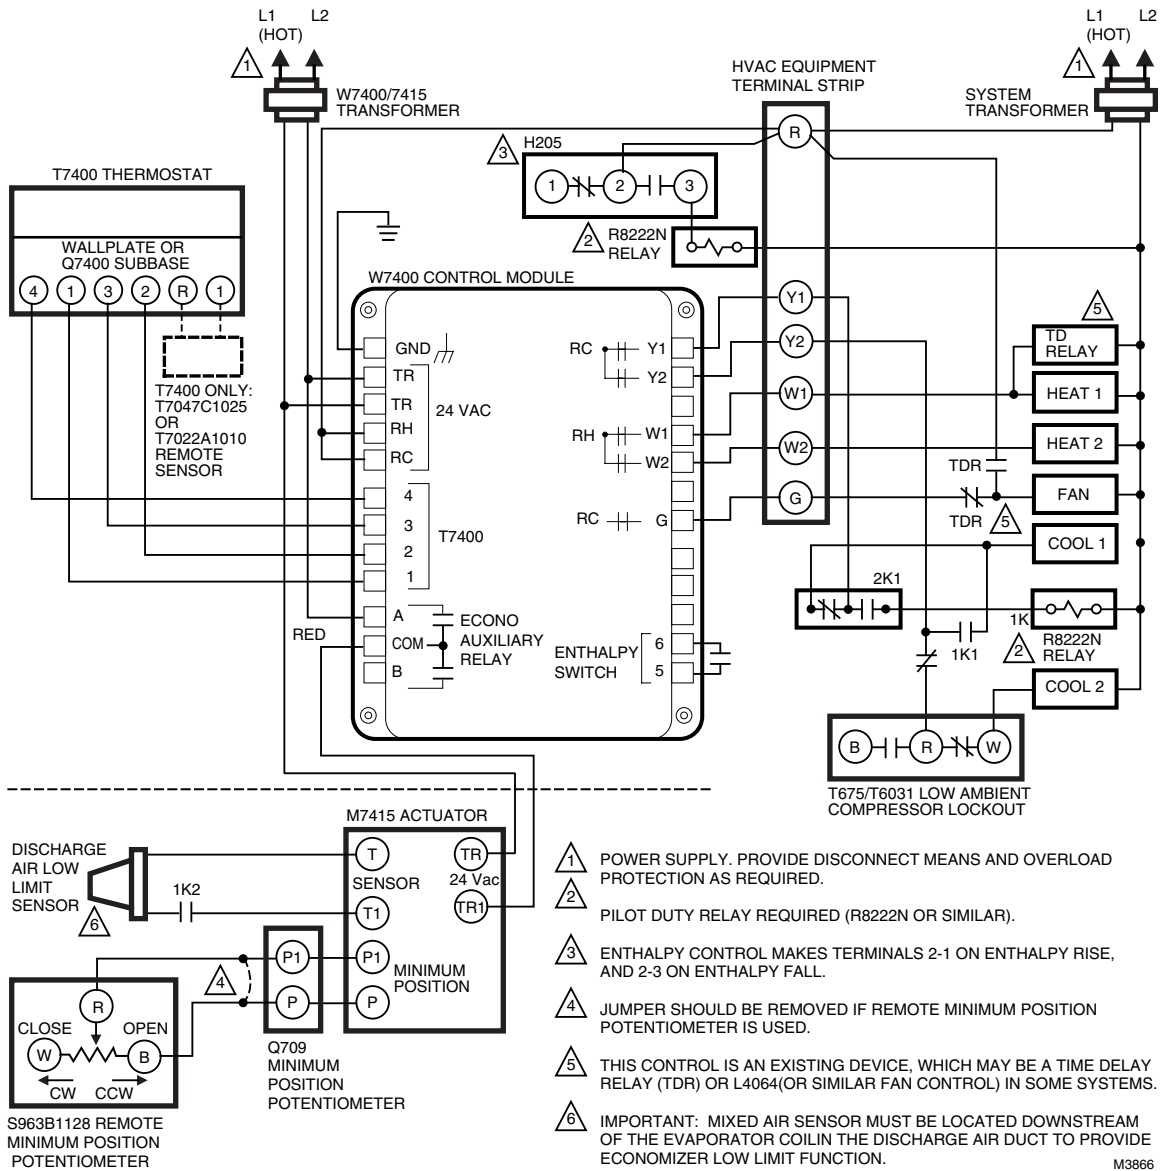 L1
(HOT)
L2
1
W7400/7415
TRANSFORMER
HVAC EQUIPMENT
TERMINAL STRIP
L1
(HOT)
L2
1
SYSTEM
TRANSFORMER
R
3
H205
1
2
3
2
R8222N
RELAY
T7400 THERMOSTAT
WALLPLATE OR
Q7400 SUBBASE
4
1
3
2
R
1
T7400 ONLY:
T7047C1025
OR
T7022A1010
REMOTE
SENSOR
W7400 CONTROL MODULE
GND
TR
TR
RH
RC
24 VAC
4
3
2
1
T7400
A
COM
B
ECONO
AUXILIARY
RELAY
RED
RC
Y1
Y2
RH
W1
W2
RC
G
ENTHALPY
SWITCH
6
5
Y1
Y2
W1
W2
G
5
TD
RELAY
HEAT 1
HEAT 2
TDR
FAN
TDR
5
COOL 1
2K1
1K
2
R8222N
RELAY
1K1
COOL 2
B
R
W
T675/T6031 LOW AMBIENT
COMPRESSOR LOCKOUT
M7415 ACTUATOR
DISCHARGE
AIR LOW
LIMIT
SENSOR
6
1K2
T
SENSOR
T1
TR
24 Vac
TR1
P1
P1
MINIMUM
POSITION
P
P
4
R
CLOSE
OPEN
W
B
CW
CCW
Q709
MINIMUM
POSITION
POTENTIOMETER
S963B1128 REMOTE
MINIMUM POSITION
POTENTIOMETER
1 POWER SUPPLY. PROVIDE DISCONNECT MEANS AND OVERLOAD
PROTECTION AS REQUIRED.
2
PILOT DUTY RELAY REQUIRED (R8222N OR SIMILAR).
3 ENTHALPY CONTROL MAKES TERMINALS 2-1 ON ENTHALPY RISE,
AND 2-3 ON ENTHALPY FALL.
4 JUMPER SHOULD BE REMOVED IF REMOTE MINIMUM POSITION
POTENTIOMETER IS USED.
5 THIS CONTROL IS AN EXISTING DEVICE, WHICH MAY BE A TIME DELAY
RELAY (TDR) OR L4064(OR SIMILAR FAN CONTROL) IN SOME SYSTEMS.
6 IMPORTANT: MIXED AIR SENSOR MUST BE LOCATED DOWNSTREAM
OF THE EVAPORATOR COILIN THE DISCHARGE AIR DUCT TO PROVIDE
ECONOMIZER LOW LIMIT FUNCTION.
M3866